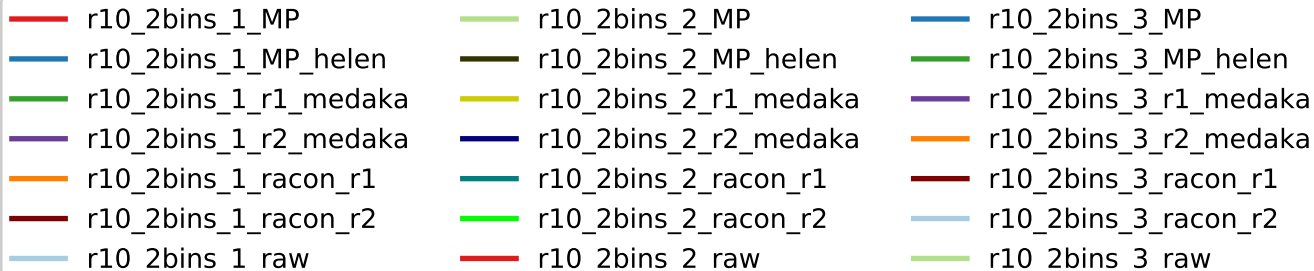 r10_2bins_1_MP r10_2bins_2_MP r10_2bins_3_MP
r10_2bins_1_MP_helen r10_2bins_2_MP_helen r10_2bins_3_MP_helen
r10_2bins_1_r1_medaka r10_2bins_2_r1_medaka r10_2bins_3_r1_medaka
r10_2bins_1_r2_medaka r10_2bins_2_r2_medaka r10_2bins_3_r2_medaka
r10_2bins_1_racon_r1 r10_2bins_2_racon_r1 r10_2bins_3_racon_r1
r10_2bins_1_racon_r2 r10_2bins_2_racon_r2 r10_2bins_3_racon_r2
r10_2bins_1_raw r10_2bins_2_raw r10_2bins_3_raw